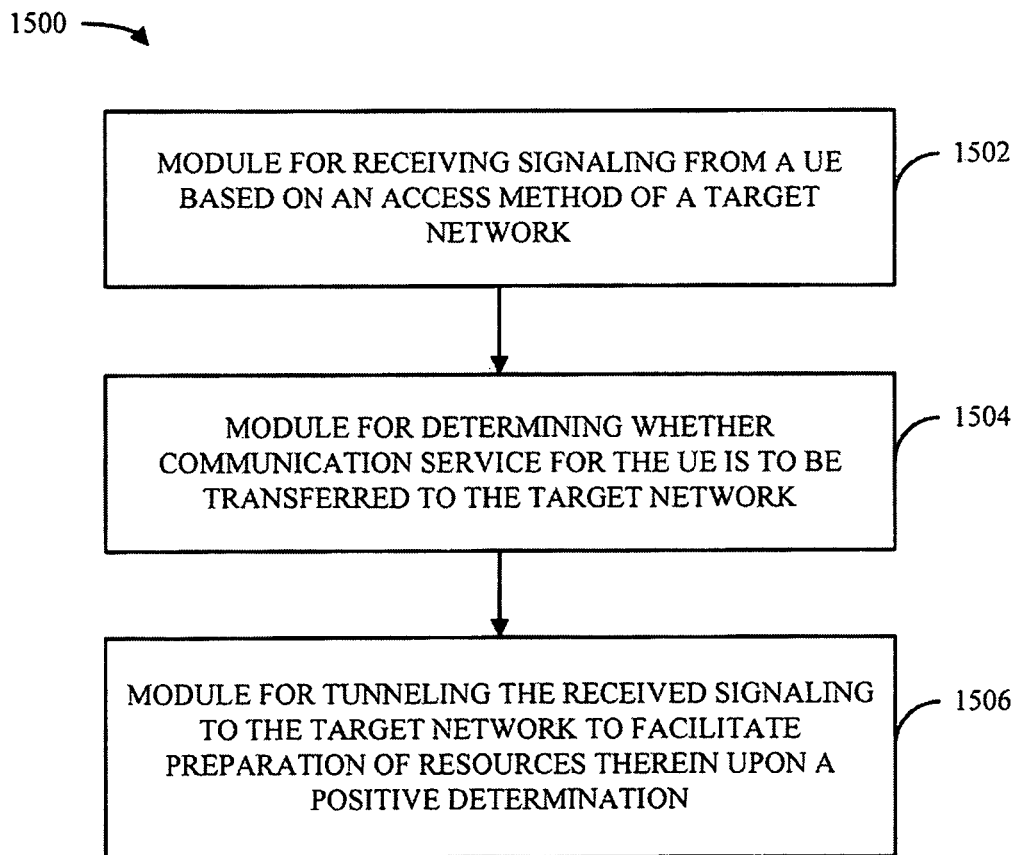 1500
MODULE FOR RECEIVING SIGNALING FROM A UE
BASED ON AN ACCESS METHOD OF A TARGET
NETWORK
1502
MODULE FOR DETERMINING WHETHER
COMMUNICATION SERVICE FOR THE UE IS TO BE
TRANSFERRED TO THE TARGET NETWORK
1504
MODULE FOR TUNNELING THE RECEIVED SIGNALING
TO THE TARGET NETWORK TO FACILITATE
PREPARATION OF RESOURCES THEREIN UPON A
POSITIVE DETERMINATION
1506